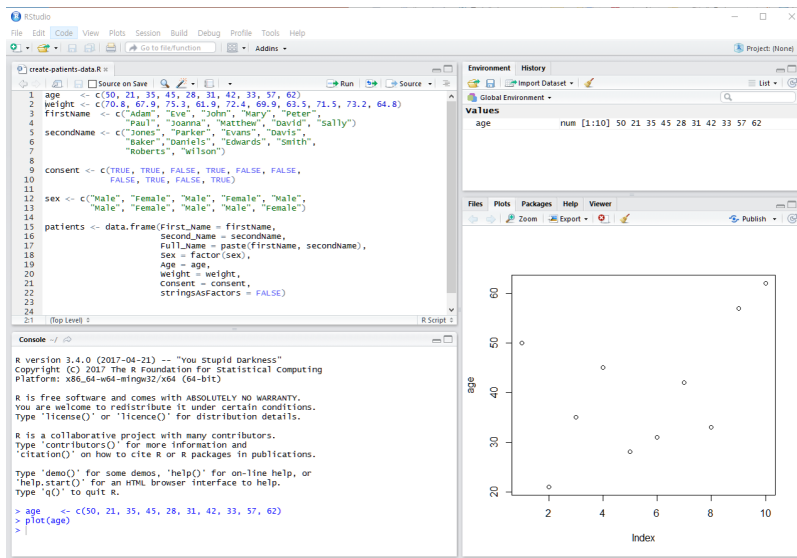 RStudio
File Edit Code View Plots Session Build Debug Profile Tools Help
Go to file/function Addins Project: (None)
create-patients-data.R
Source on Save Run Source
1 age <- c(50, 21, 35, 45, 28, 31, 42, 33, 57, 62)
2 weight <- c(70.8, 67.9, 75.3, 61.9, 72.4, 69.9, 63.5, 71.5, 73.2, 64.8)
3 firstName <- c("Adam", "Eve", "John", "Mary", "Peter",
4 "Paul", "Joanna", "Matthew", "David", "Sally")
5 secondName <- c("Jones", "Parker", "Evans", "Davis",
6 "Baker","Daniels", "Edwards", "Smith",
7 "Roberts", "Wilson")
8
9 consent <- c(TRUE, TRUE, FALSE, TRUE, FALSE, FALSE,
10 FALSE, TRUE, FALSE, TRUE)
11
12 sex <- c("Male", "Female", "Male", "Female", "Male",
13 "Male", "Female", "Male", "Male", "Female")
14
15 patients <- data.frame(First_Name = firstName,
16 Second_Name = secondName,
17 Full_Name = paste(firstName, secondName),
18 Sex = factor(sex),
19 Age = age,
20 Weight = weight,
21 Consent = consent,
22 stringsAsFactors = FALSE)
23
24
2:1 (Top Level) R Script
Console ~/
R version 3.4.0 (2017-04-21) -- "You Stupid Darkness"
Copyright (C) 2017 The R Foundation for Statistical Computing
Platform: x86_64-w64-mingw32/x64 (64-bit)
R is free software and comes with ABSOLUTELY NO WARRANTY.
You are welcome to redistribute it under certain conditions.
Type 'license()' or 'licence()' for distribution details.
R is a collaborative project with many contributors.
Type 'contributors()' for more information and
'citation()' on how to cite R or R packages in publications.
Type 'demo()' for some demos, 'help()' for on-line help, or
'help.start()' for an HTML browser interface to help.
Type 'q()' to quit R.
> age <- c(50, 21, 35, 45, 28, 31, 42, 33, 57, 62)
> plot(age)
>
Environment History
Import Dataset List
Global Environment
Values
age num [1:10] 50 21 35 45 28 31 42 33 57 62
Files Plots Packages Help Viewer
Zoom Export Publish
60
50
40
30
20
age
2 4 6 8 10
Index